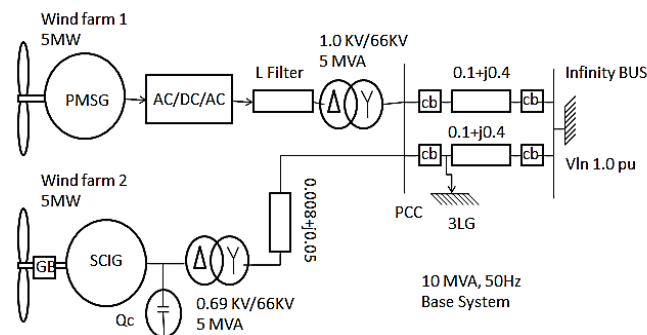 Wind farm 1
5MW
PMSG
AC/DC/AC
L Filter
1.0 KV/66KV
5 MVA
Δ Y
cb
0.1+j0.4
cb
Infinity BUS
cb
0.1+j0.4
cb
Vln 1.0 pu
PCC
3LG
0.008+j0.05
Wind farm 2
5MW
GB
SCIG
Δ Y
Qc
0.69 KV/66KV
5 MVA
10 MVA, 50Hz
Base System